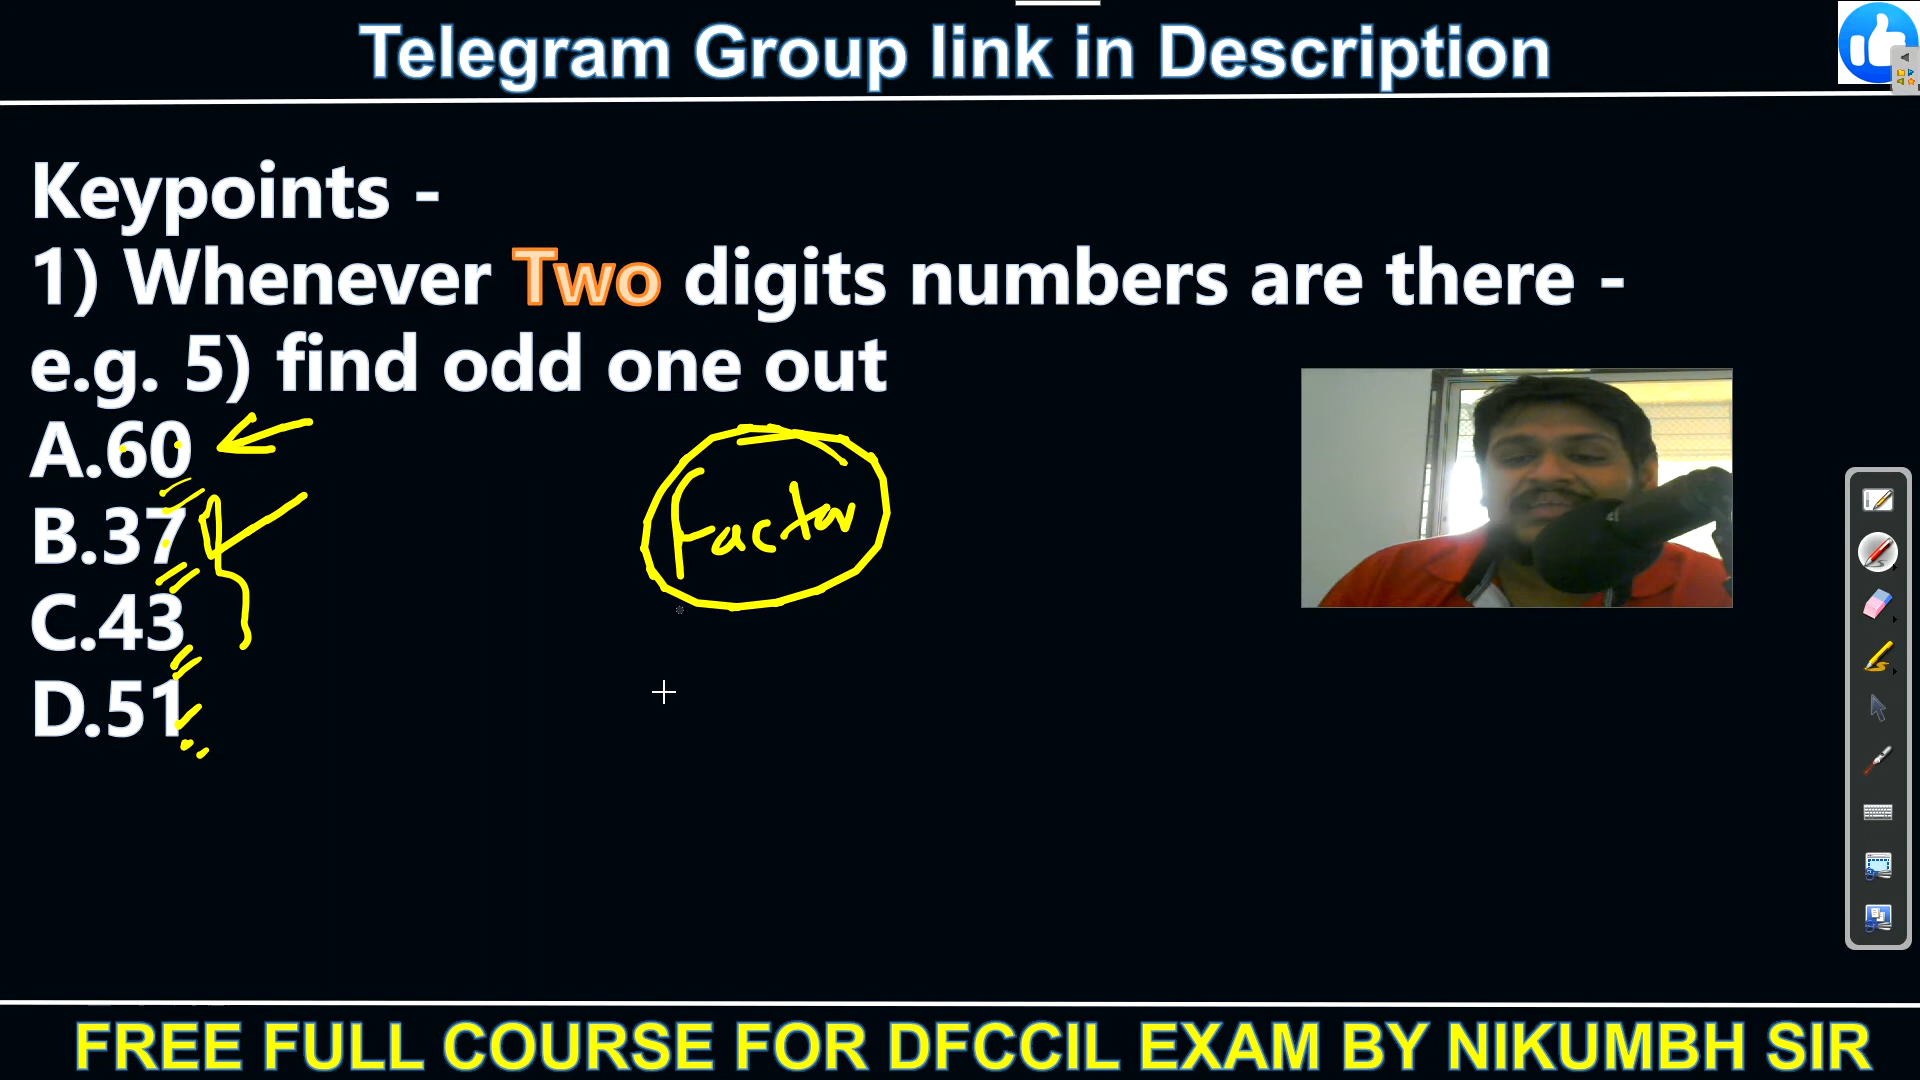 Telegram Group link in Description
Keypoints -
1) Whenever Two digits numbers are there -
e.g. 5) find odd one out
A.60
B.37
Factor
C.43
D.51
FREE FULL COURSE FOR DFCCIL EXAM BY NIKUMBH SIR